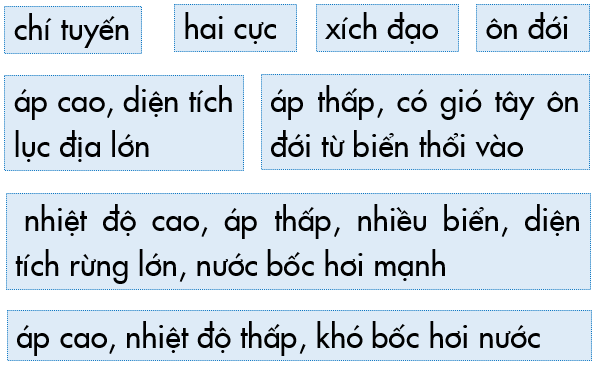 chí tuyến
hai cực
xích đạo
ôn đới
áp cao, diện tích
lục địa lớn
áp thấp, có gió tây ôn
đới từ biển thổi vào
nhiệt độ cao, áp thấp, nhiều biển, diện
tích rừng lớn, nước bốc hơi mạnh
áp cao, nhiệt độ thấp, khó bốc hơi nước